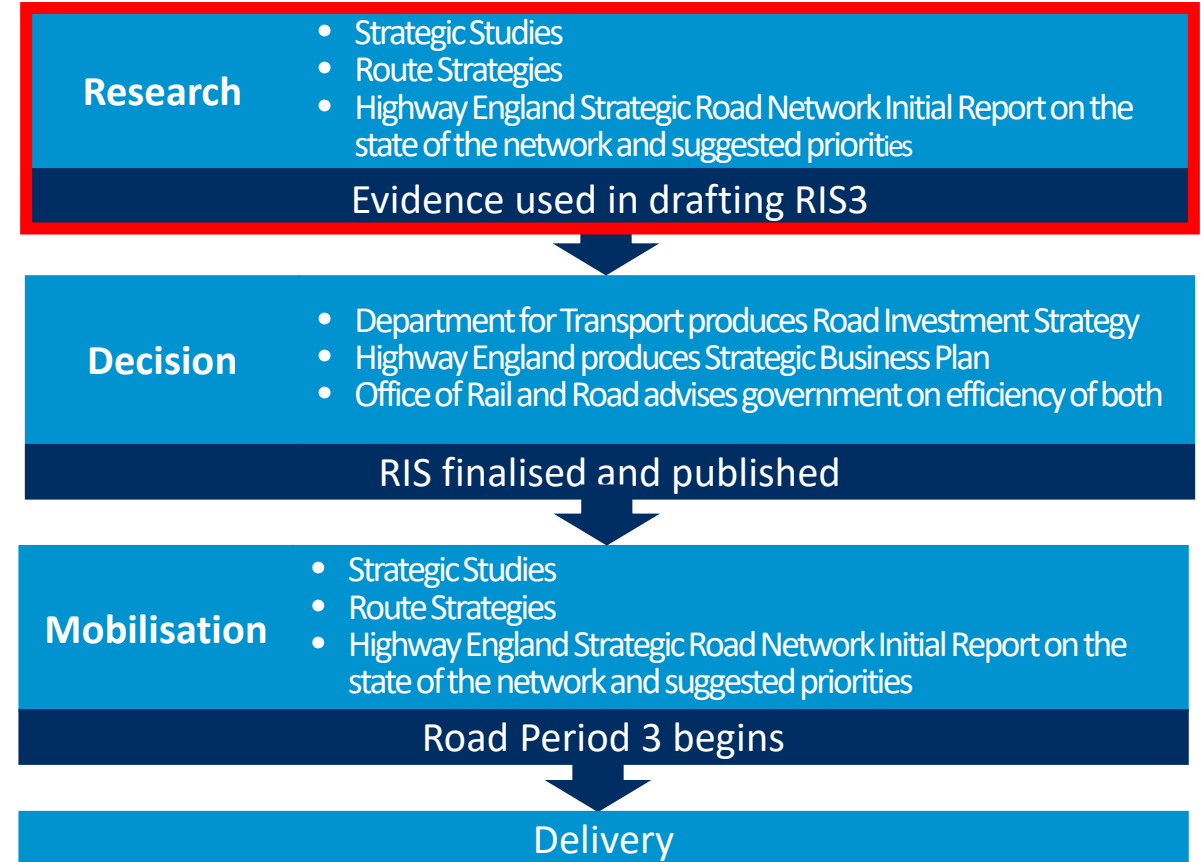 Research
• Strategic Studies
• Route Strategies
• Highway England Strategic Road Network Initial Report on the
state of the network and suggested priorities
Evidence used in drafting RIS3
Decision
• Department for Transport produces Road Investment Strategy
• Highway England produces Strategic Business Plan
• Office of Rail and Road advises government on efficiency of both
RIS finalised and published
Mobilisation
• Strategic Studies
• Route Strategies
• Highway England Strategic Road Network Initial Report on the
state of the network and suggested priorities
Road Period 3 begins
Delivery